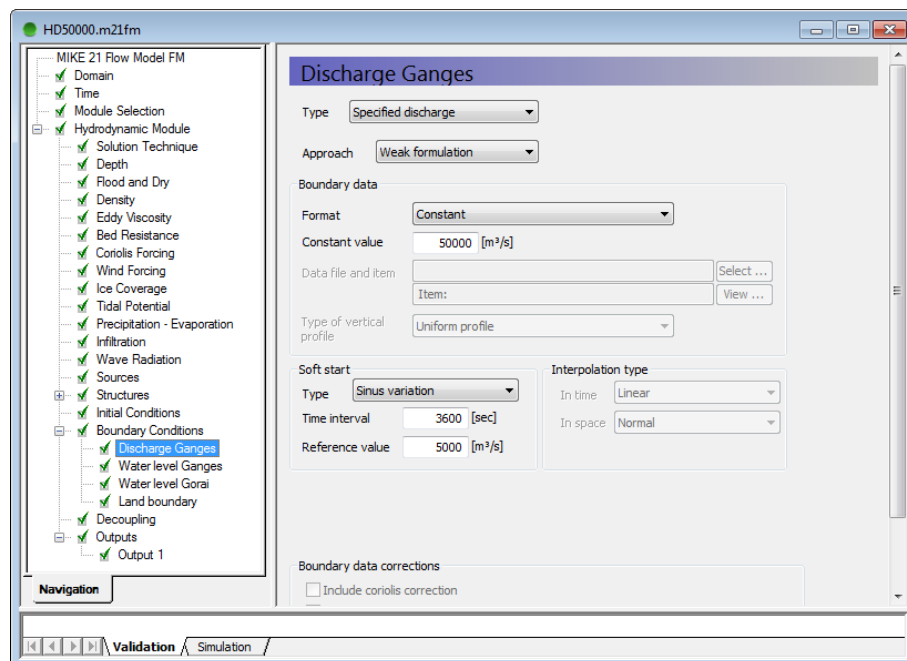 HD50000.m21fm
MIKE 21 Flow Model FM
Domain
Time
Module Selection
Hydrodynamic Module
Solution Technique
Depth
Flood and Dry
Density
Eddy Viscosity
Bed Resistance
Coriolis Forcing
Wind Forcing
Ice Coverage
Tidal Potential
Precipitation - Evaporation
Infiltration
Wave Radiation
Sources
Structures
Initial Conditions
Boundary Conditions
Discharge Ganges
Water level Ganges
Water level Gorai
Land boundary
Decoupling
Outputs
Output 1
Navigation
Discharge Ganges
Type Specified discharge
Approach Weak formulation
Boundary data
Format Constant
Constant value 50000 [m³/s]
Data file and item Select ...
Item: View ...
Type of vertical
profile Uniform profile
Soft start
Type Sinus variation
Time interval 3600 [sec]
Reference value 5000 [m³/s]
Interpolation type
In time Linear
In space Normal
Boundary data corrections
Include coriolis correction
Validation Simulation